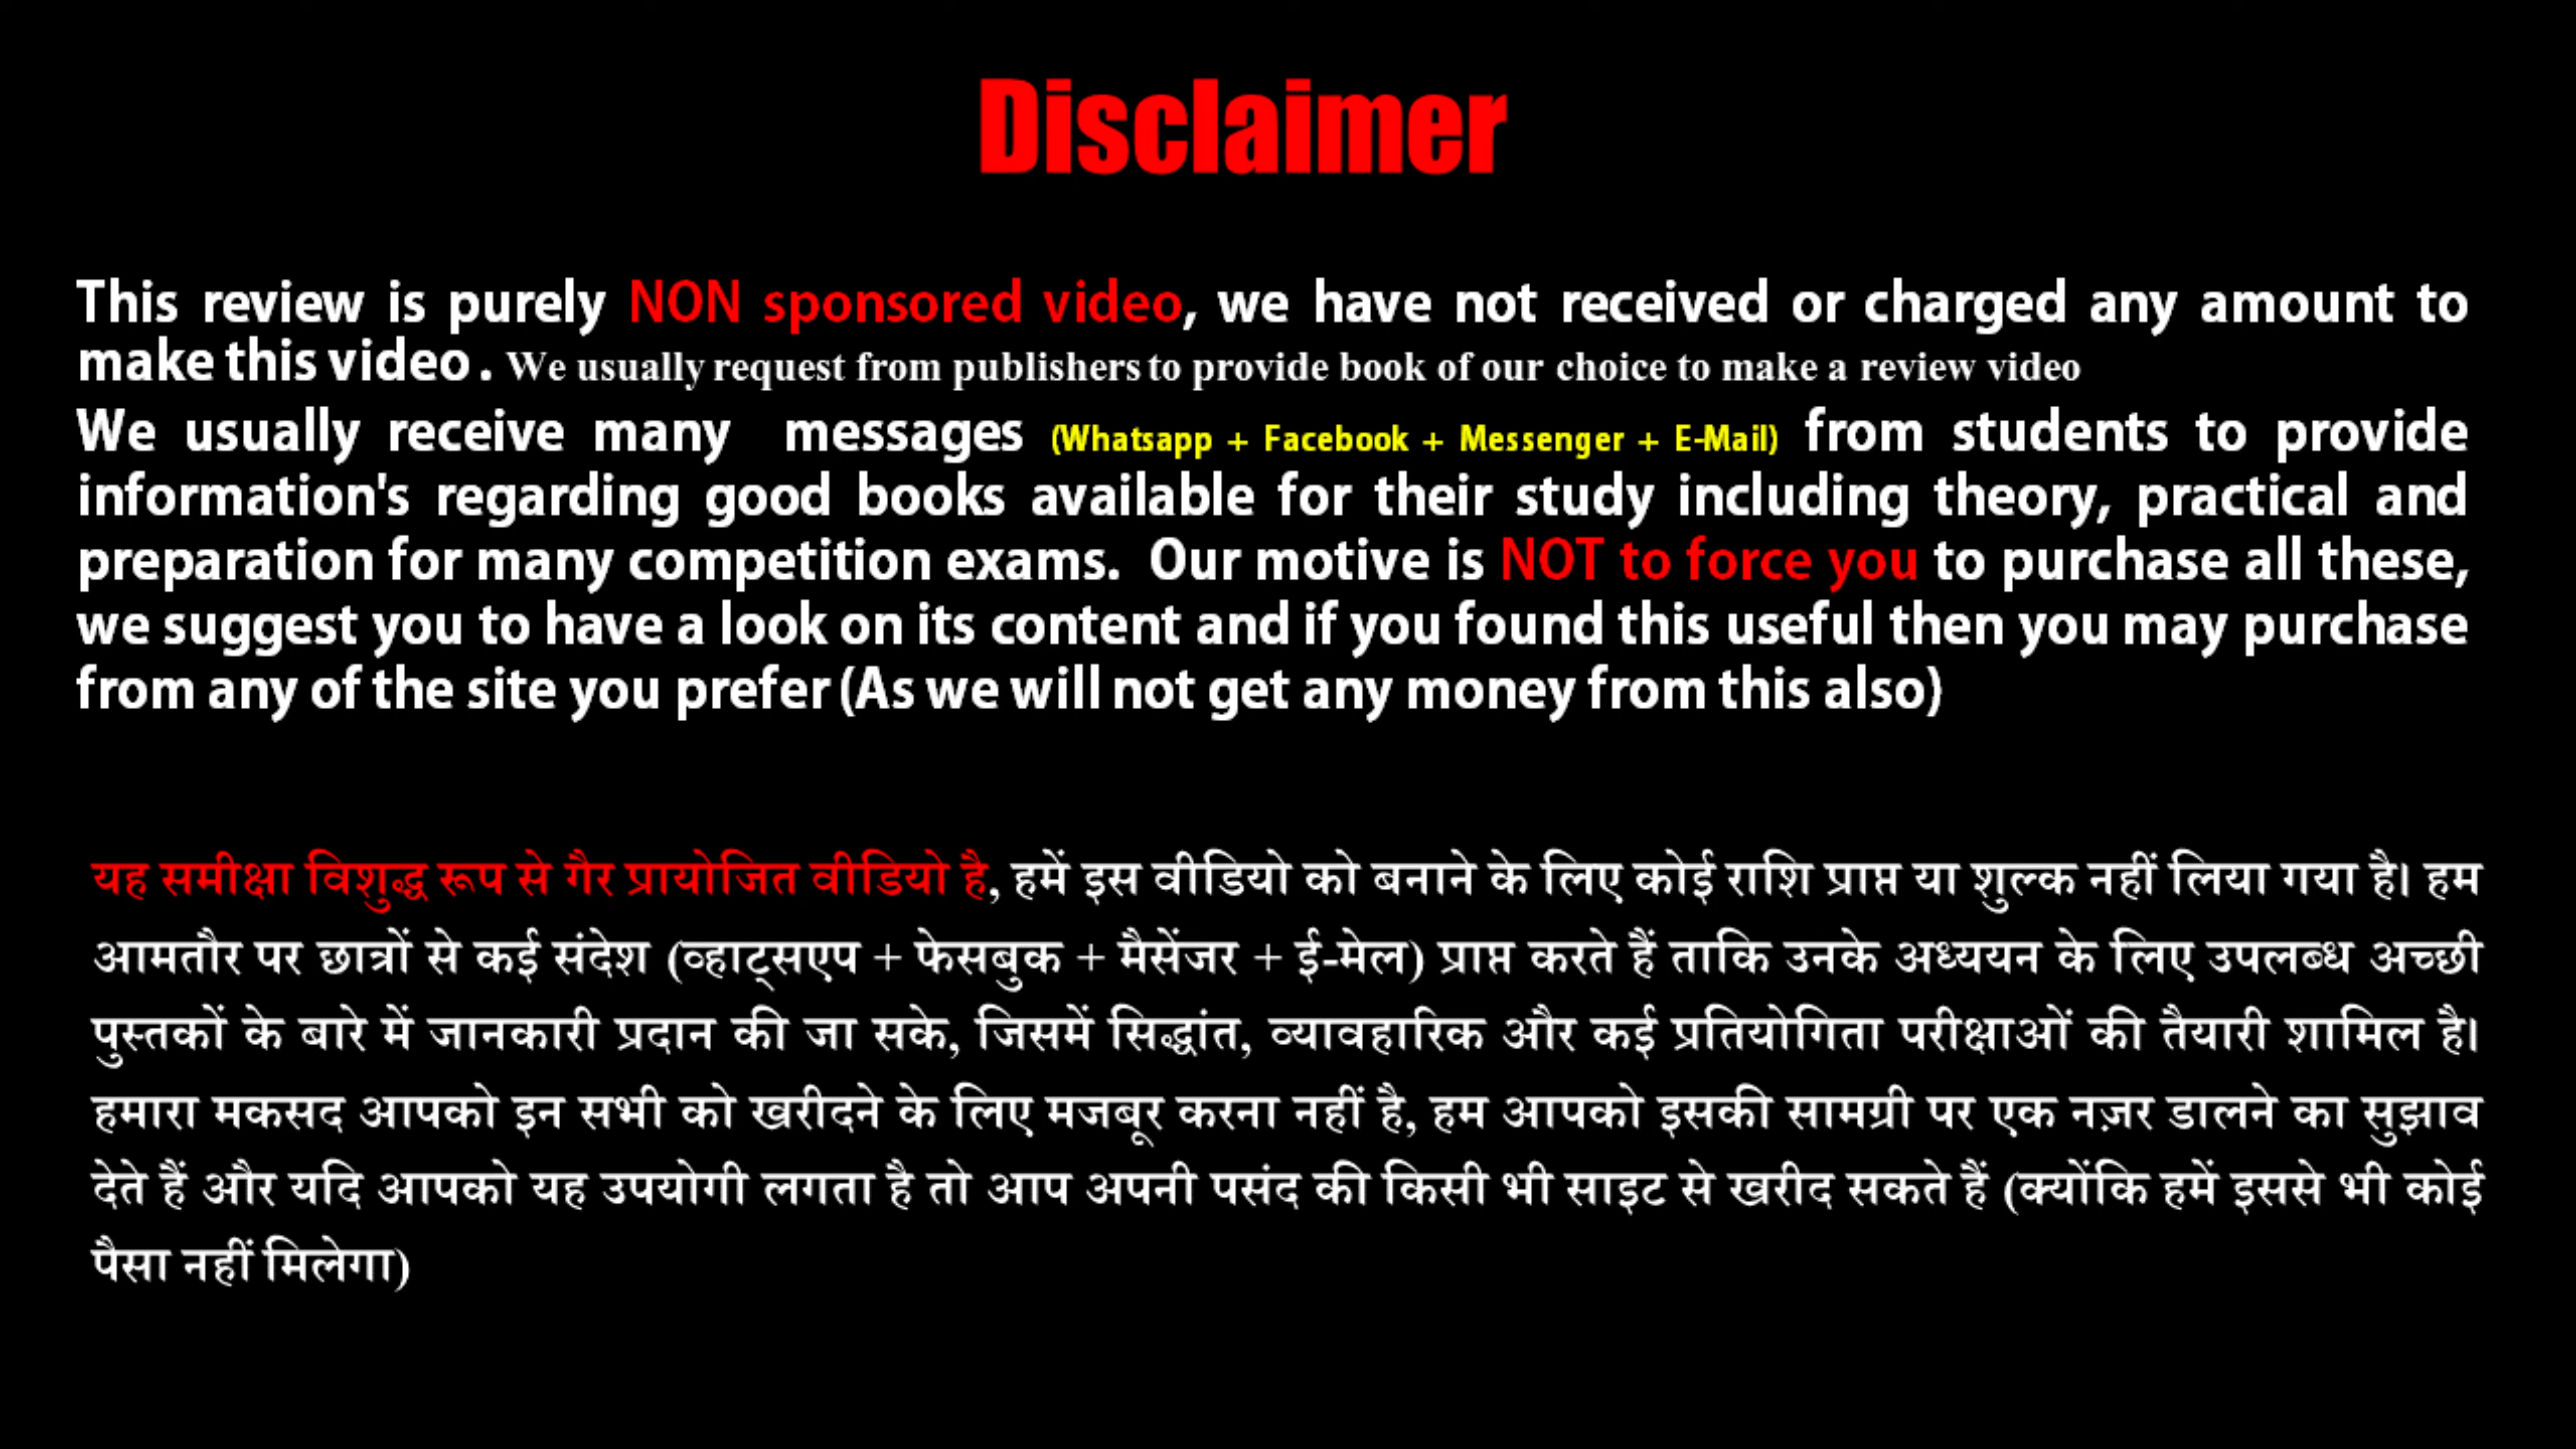 Disclaimer
This review is purely NON sponsored video, we have not received or charged any amount to
make this video . We usually request from publishers to provide book of our choice to make a review video
We usually receive many messages (Whatsapp + Facebook + Messenger + E-Mail) from students to provide
information's regarding good books available for their study including theory, practical and
preparation for many competition exams. Our motive is NOT to force you to purchase all these,
we suggest you to have a look on its content and if you found this useful then you may purchase
from any of the site you prefer (As we will not get any money from this also)
यह समीक्षा विशुद्ध रूप से गैर प्रायोजित वीडियो है, हमें इस वीडियो को बनाने के लिए कोई राशि प्राप्त या शुल्क नहीं लिया गया है। हम
आमतौर पर छात्रों से कई संदेश (व्हाट्सएप + फेसबुक + मैसेंजर + ई-मेल) प्राप्त करते हैं ताकि उनके अध्ययन के लिए उपलब्ध अच्छी
पुस्तकों के बारे में जानकारी प्रदान की जा सके, जिसमें सिद्धांत, व्यावहारिक और कई प्रतियोगिता परीक्षाओं की तैयारी शामिल है।
हमारा मकसद आपको इन सभी को खरीदने के लिए मजबूर करना नहीं है, हम आपको इसकी सामग्री पर एक नज़र डालने का सुझाव
देते हैं और यदि आपको यह उपयोगी लगता है तो आप अपनी पसंद की किसी भी साइट से खरीद सकते हैं (क्योंकि हमें इससे भी कोई
पैसा नहीं मिलेगा)